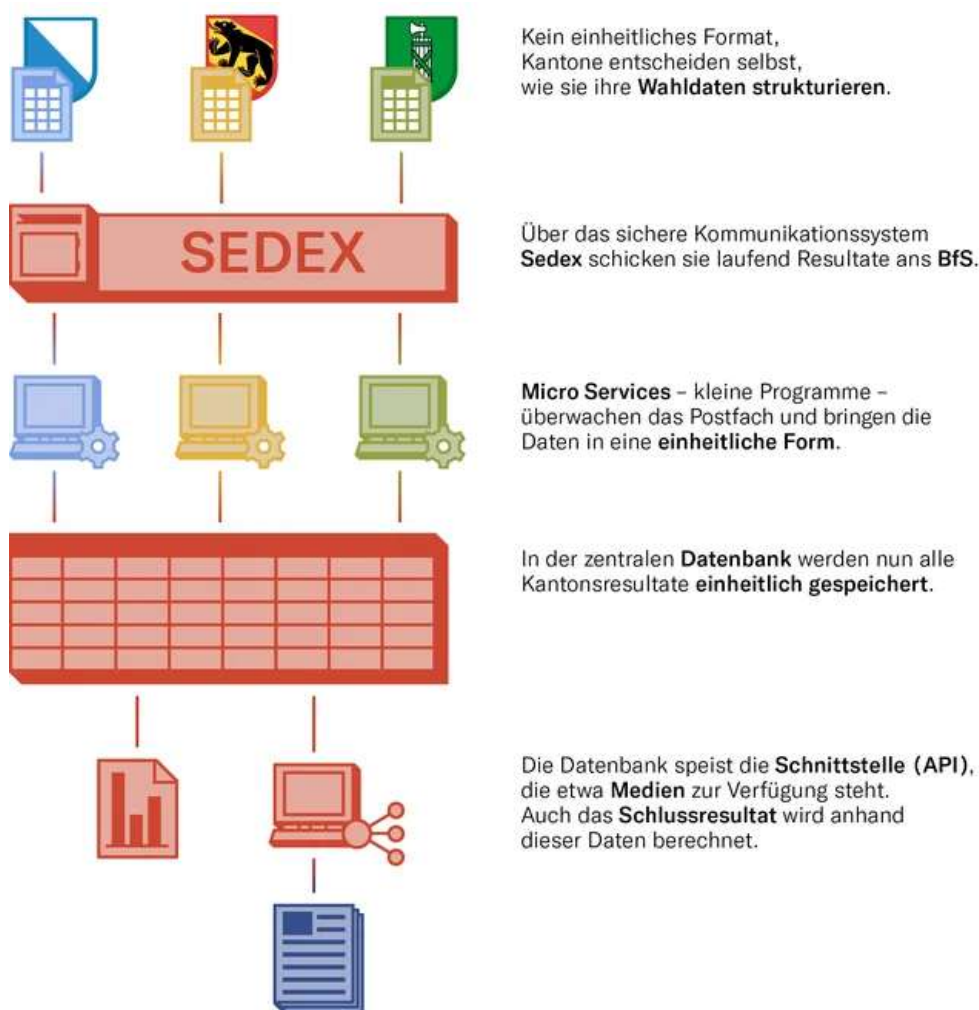 Kein einheitliches Format,
Kantone entscheiden selbst,
wie sie ihre Wahldaten strukturieren.
SEDEX
Über das sichere Kommunikationssystem
Sedex schicken sie laufend Resultate ans BfS.
Micro Services – kleine Programme –
überwachen das Postfach und bringen die
Daten in eine einheitliche Form.
In der zentralen Datenbank werden nun alle
Kantonsresultate einheitlich gespeichert.
Die Datenbank speist die Schnittstelle (API),
die etwa Medien zur Verfügung steht.
Auch das Schlussresultat wird anhand
dieser Daten berechnet.